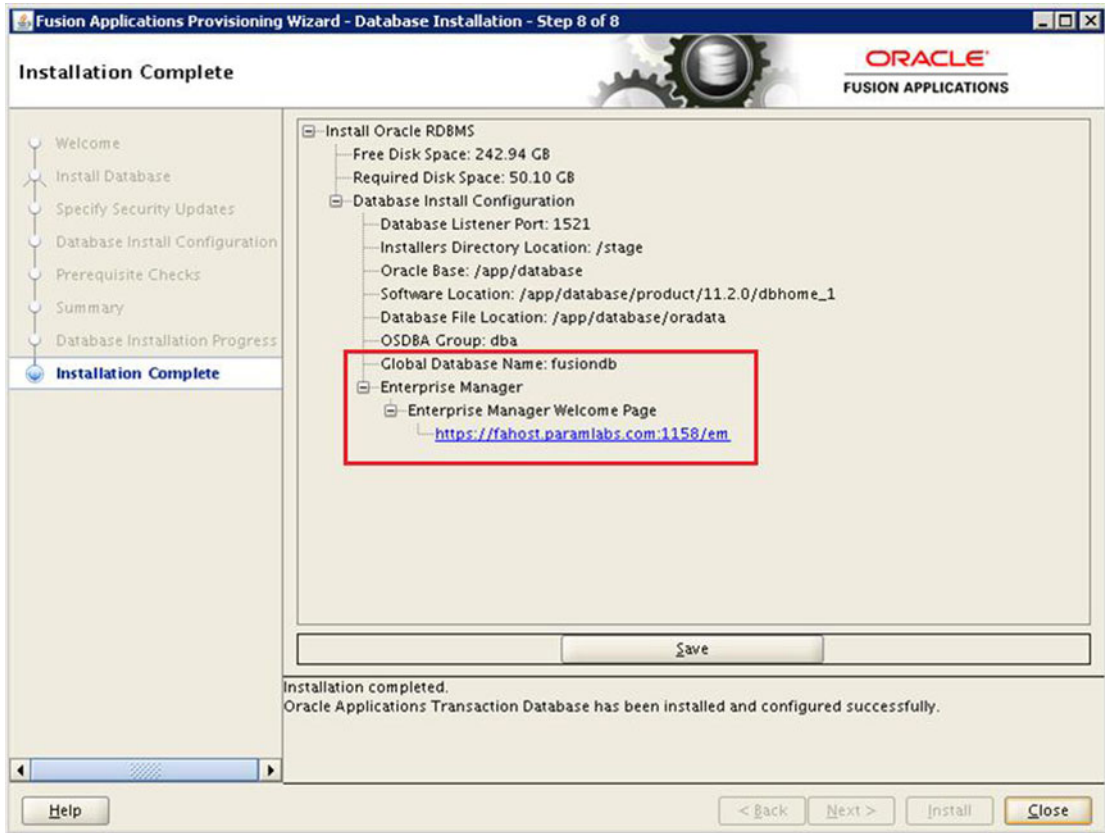 Fusion Applications Provisioning Wizard - Database Installation - Step 8 of 8
Installation Complete
ORACLE®
FUSION APPLICATIONS
Welcome
Install Database
Specify Security Updates
Database Install Configuration
Prerequisite Checks
Summary
Database Installation Progress
Installation Complete
Install Oracle RDBMS
Free Disk Space: 242.94 GB
Required Disk Space: 50.10 GB
Database Install Configuration
Database Listener Port: 1521
Installers Directory Location: /stage
Oracle Base: /app/database
Software Location: /app/database/product/11.2.0/dbhome_1
Database File Location: /app/database/oradata
OSDBA Group: dba
Global Database Name: fusiondb
Enterprise Manager
Enterprise Manager Welcome Page
https://fahost.paramlabs.com:1158/em
Save
Installation completed.
Oracle Applications Transaction Database has been installed and configured successfully.
Help
< Back
Next >
Install
Close